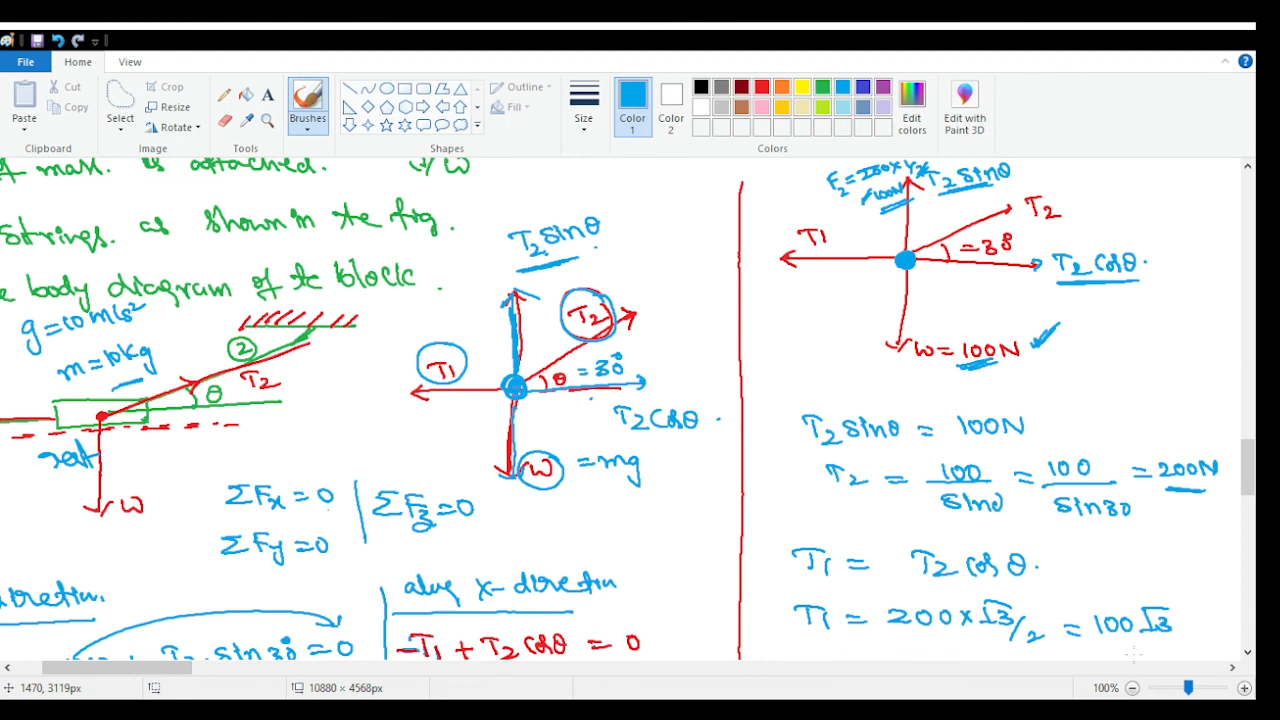 File Home View
Paste
Cut
Copy
Clipboard
Select
Crop
Resize
Rotate
Image
Tools
Brushes
Shapes
Outline
Fill
Size
Color 1
Color 2
Edit colors
Edit with Paint 3D
Colors
of mass. is attached.
W
Strings. as shown in the fig.
body diagram of the block.
g=10m/s²
m=10kg
2
T2
θ
rest
W
ΣFx=0
ΣFy=0
ΣFz=0
T2 sinθ
T2
T1
θ =30°
T2 cosθ.
W =mg
along x-direction
-T1 + T2 cosθ = 0
T2 sin30°=0
T2 sinθ
T2
T1
=30°
T2 cosθ.
W=100N
T2 sinθ = 100N
T2 = 100/sinθ = 100/sin30 = 200N
T1 = T2 cosθ.
T1 = 200×√3/2 = 100√3
1470, 3119px
10880 × 4568px
100%